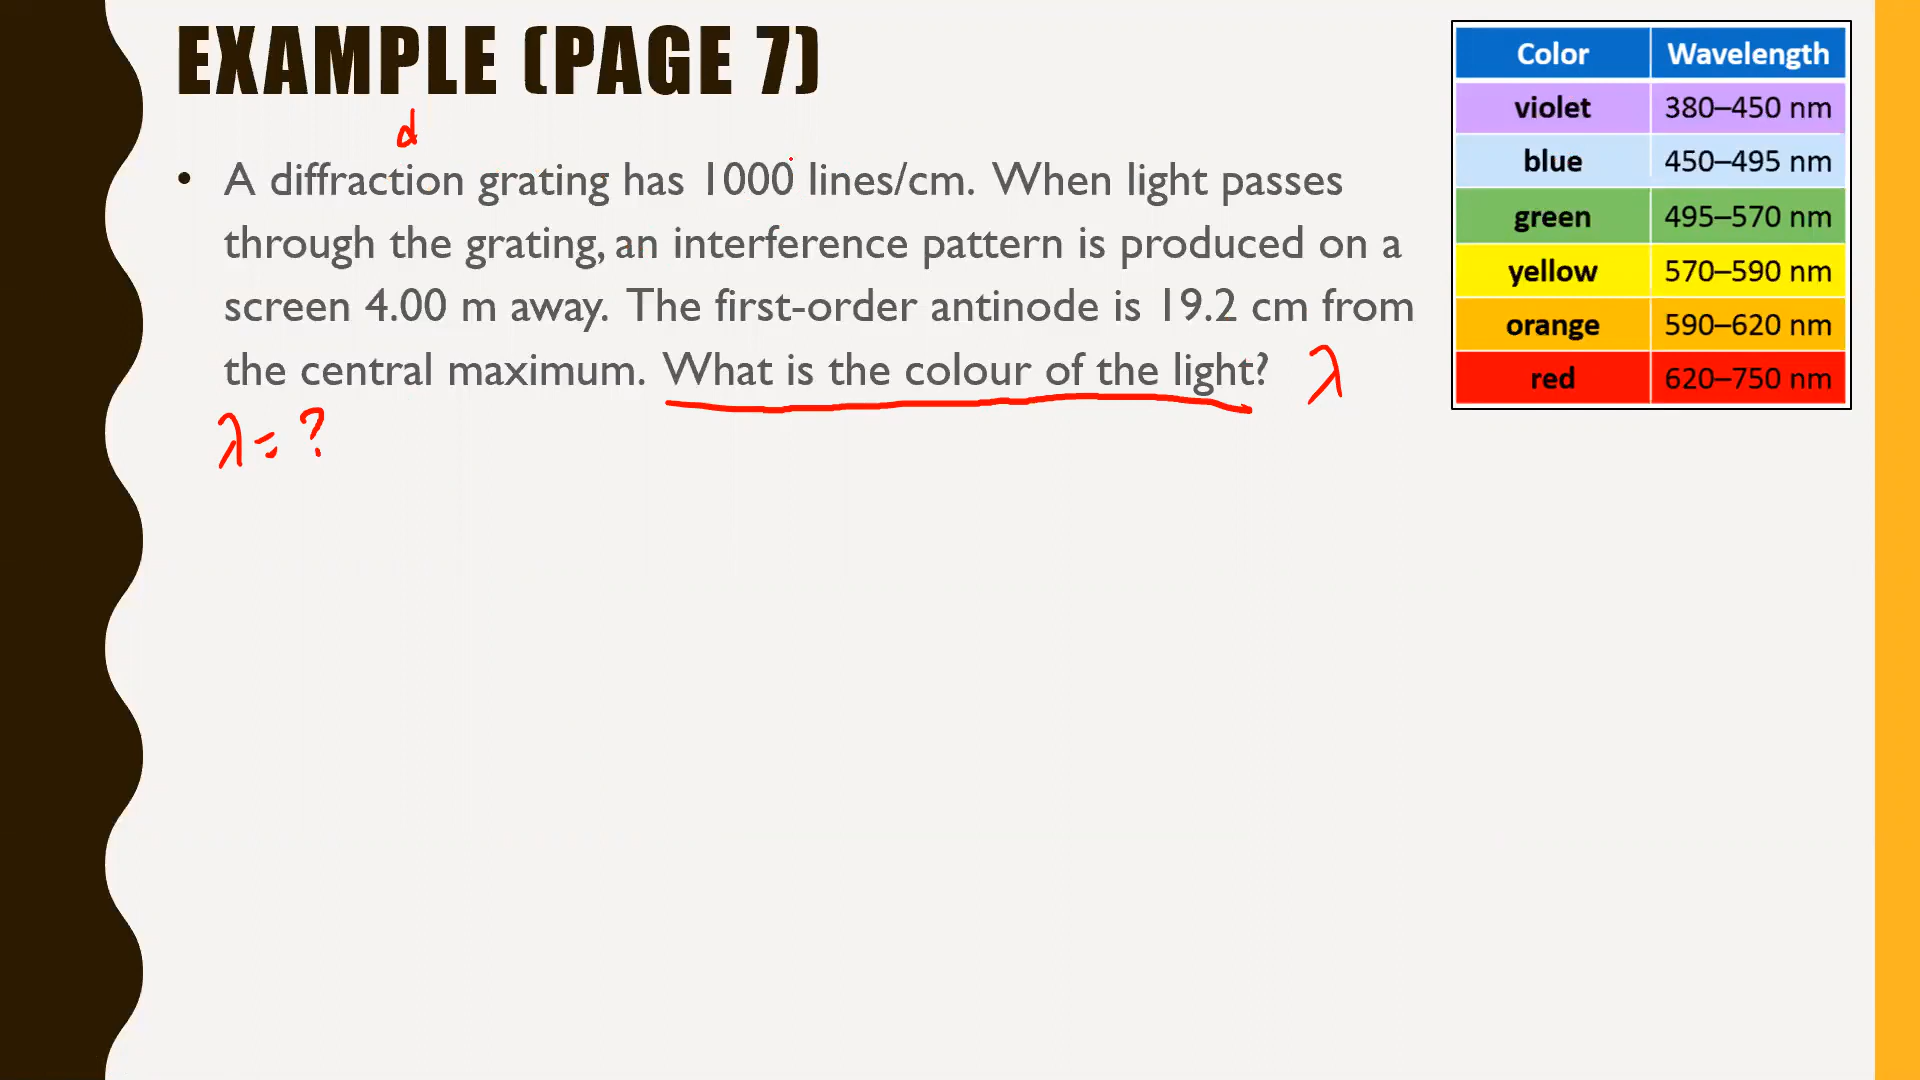 EXAMPLE (PAGE 7)
d
• A diffraction grating has 1000 lines/cm. When light passes
through the grating, an interference pattern is produced on a
screen 4.00 m away. The first-order antinode is 19.2 cm from
the central maximum. What is the colour of the light? λ
λ = ?
Color Wavelength
violet 380–450 nm
blue 450–495 nm
green 495–570 nm
yellow 570–590 nm
orange 590–620 nm
red 620–750 nm